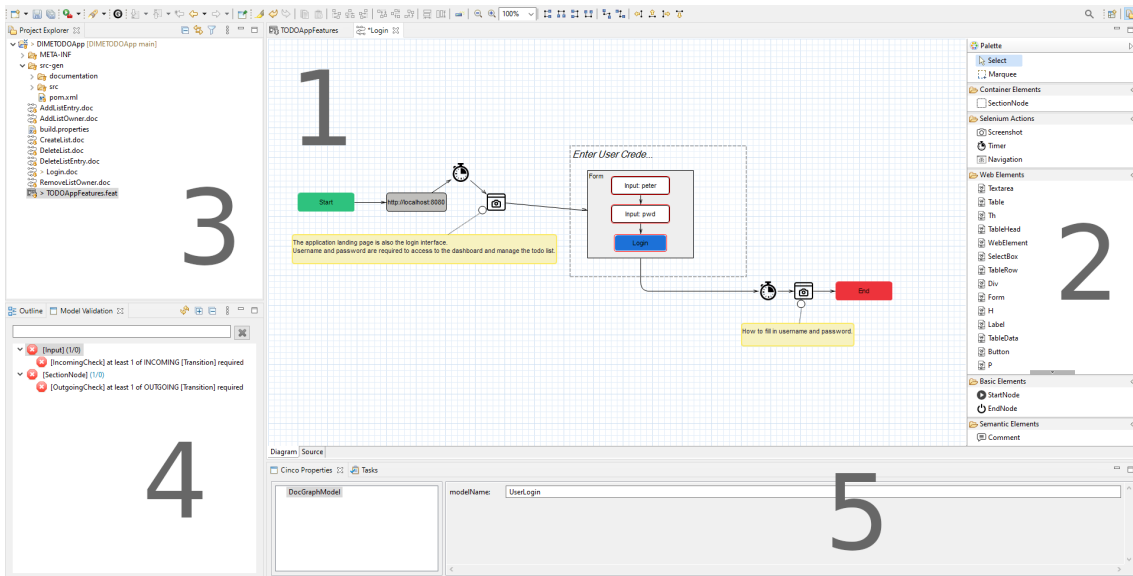 100%
Project Explorer
> DIMETODOApp [DIMETODOApp main]
META-INF
src-gen
documentation
src
pom.xml
AddListEntry.doc
AddListOwner.doc
build.properties
CreateList.doc
DeleteList.doc
DeleteListEntry.doc
> Login.doc
RemoveListOwner.doc
> TODOAppFeatures.feat
3
Outline
Model Validation
[Input] (1/0)
[IncomingCheck] at least 1 of INCOMING [Transition] required
[SectionNode] (1/0)
[OutgoingCheck] at least 1 of OUTGOING [Transition] required
4
TODOAppFeatures
*Login
1
Start
http://localhost:8080
The application landing page is also the login interface.
Username and password are required to access to the dashboard and manage the todo list.
Enter User Crede...
Form
Input: peter
Input: pwd
Login
End
How to fill in username and password.
Diagram
Source
Palette
Select
Marquee
Container Elements
SectionNode
Selenium Actions
Screenshot
Timer
Navigation
Web Elements
Textarea
Table
Th
TableHead
WebElement
SelectBox
TableRow
Div
Form
H
Label
TableData
Button
P
Basic Elements
StartNode
EndNode
Semantic Elements
Comment
2
Cinco Properties
Tasks
DocGraphModel
modelName:
UserLogin
5